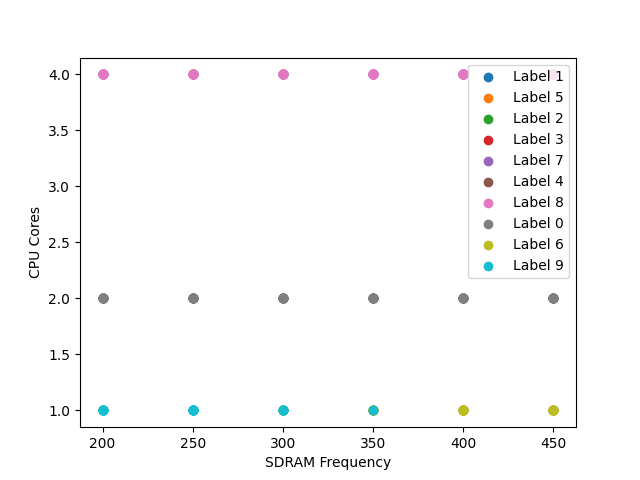 4.0
3.5
3.0
2.5
2.0
1.5
1.0
CPU Cores
200 250 300 350 400 450
SDRAM Frequency
Label 1
Label 5
Label 2
Label 3
Label 7
Label 4
Label 8
Label 0
Label 6
Label 9